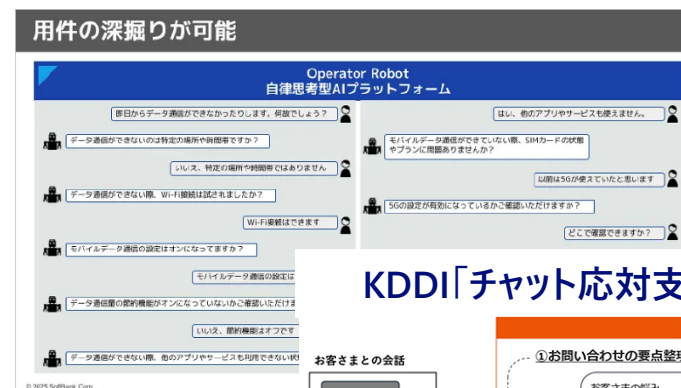 用件の深掘りが可能
Operator Robot
自律思考型AIプラットフォーム
昨日からデータ通信ができなかったりします。何故でしょう?
データ通信ができないのは特定の場所や時間帯ですか?
いいえ、特定の場所や時間帯ではありません
データ通信ができない際、Wi-Fi接続は試されましたか?
Wi-Fi接続はできます
モバイルデータ通信の設定はオンになってますか?
モバイルデータ通信の設定は
データ通信量の節約機能がオンになっていないかご確認いただけま
いいえ、節約機能はオフです
データ通信ができない際、他のアプリやサービスも利用できない状
はい、他のアプリやサービスも使えません。
モバイルデータ通信ができていない際、SIMカードの状態
やプランに問題ありませんか?
以前は5Gが使えていたと思います
5Gの設定が有効になっているかご確認いただけますか?
どこで確認できますか?
© 2025 SoftBank Corp.
KDDI「チャット応対支
お客さまとの会話
①お問い合わせの要点整理
お客さまの悩み